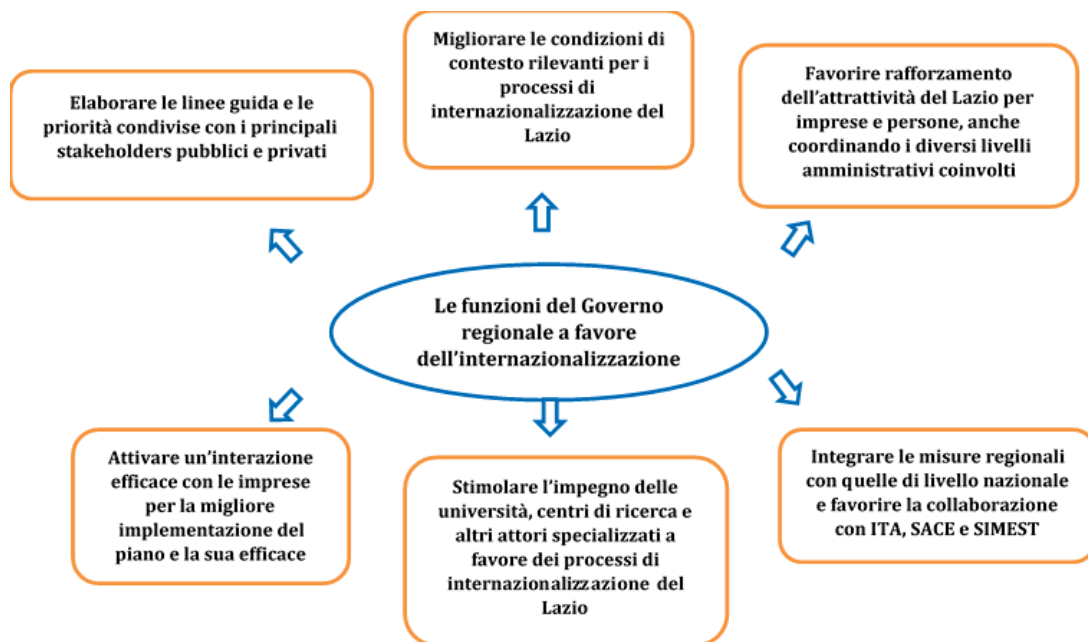 Elaborare le linee guida e le
priorità condivise con i principali
stakeholders pubblici e privati
Migliorare le condizioni di
contesto rilevanti per i
processi di
internazionalizzazione del
Lazio
Favorire rafforzamento
dell'attrattività del Lazio per
imprese e persone, anche
coordinando i diversi livelli
amministrativi coinvolti
Le funzioni del Governo
regionale a favore
dell'internazionalizzazione
Attivare un'interazione
efficace con le imprese
per la migliore
implementazione del
piano e la sua efficace
Stimolare l'impegno delle
università, centri di ricerca e
altri attori specializzati a
favore dei processi di
internazionalizzazione del
Lazio
Integrare le misure regionali
con quelle di livello nazionale
e favorire la collaborazione
con ITA, SACE e SIMEST